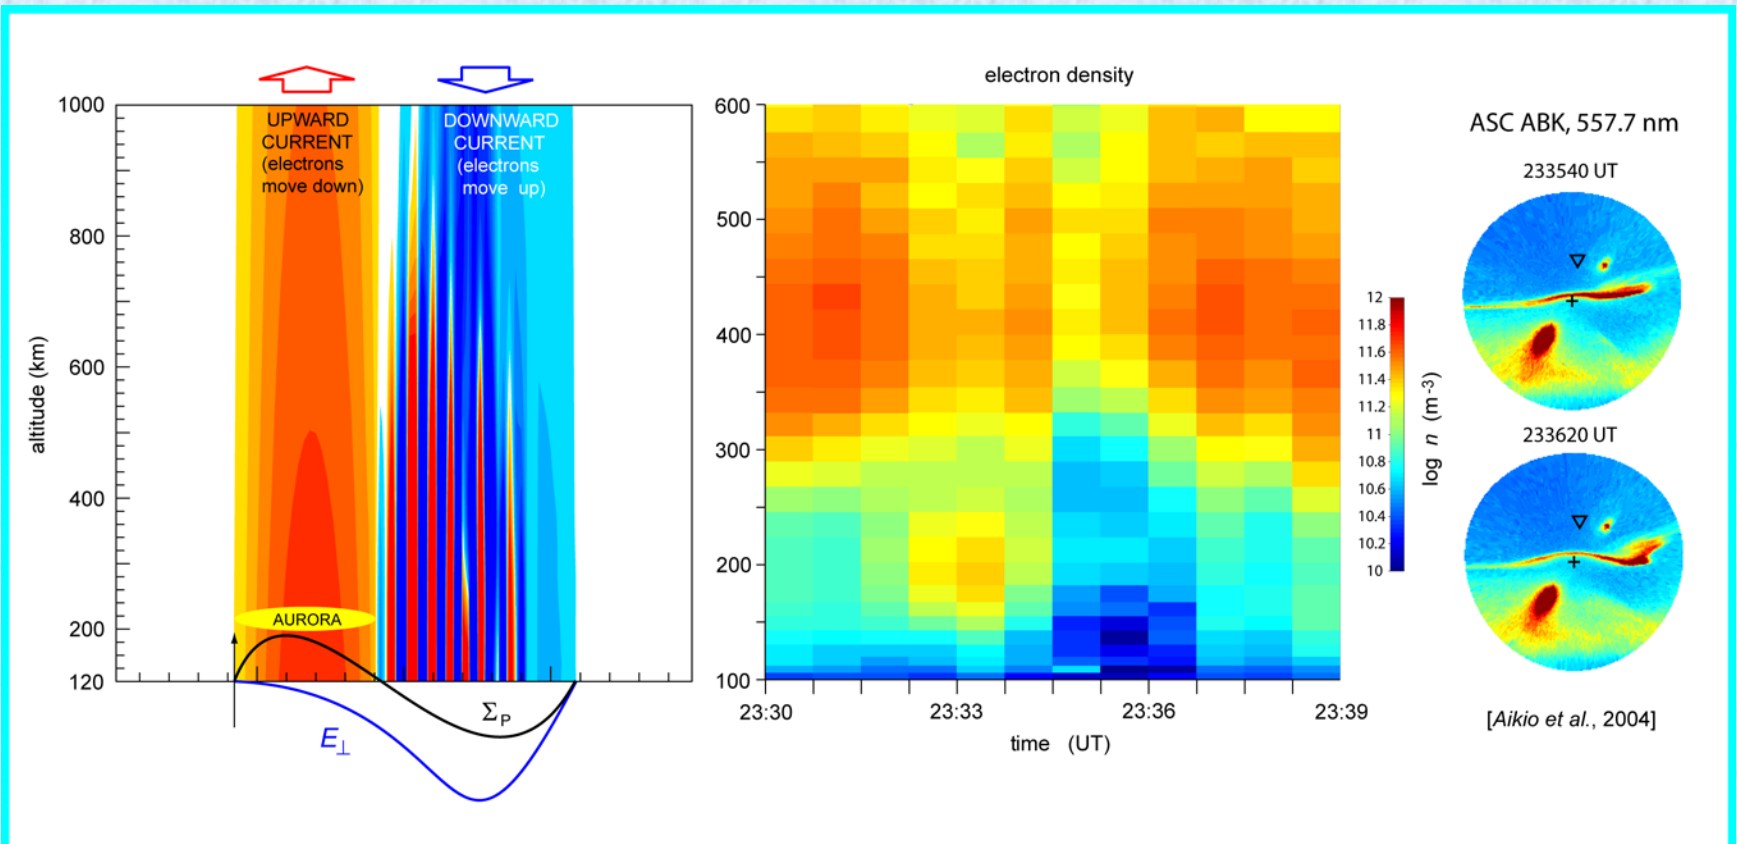 1000
800
600
400
200
120
altitude (km)
UPWARD
CURRENT
(electrons
move down)
DOWNWARD
CURRENT
(electrons
move up)
AURORA
ΣP
E⊥
electron density
600
500
400
300
200
100
23:30
23:33
23:36
23:39
time (UT)
12
11.8
11.6
11.4
11.2
11
10.8
10.6
10.4
10.2
10
log n (m-3)
ASC ABK, 557.7 nm
233540 UT
233620 UT
[Aikio et al., 2004]